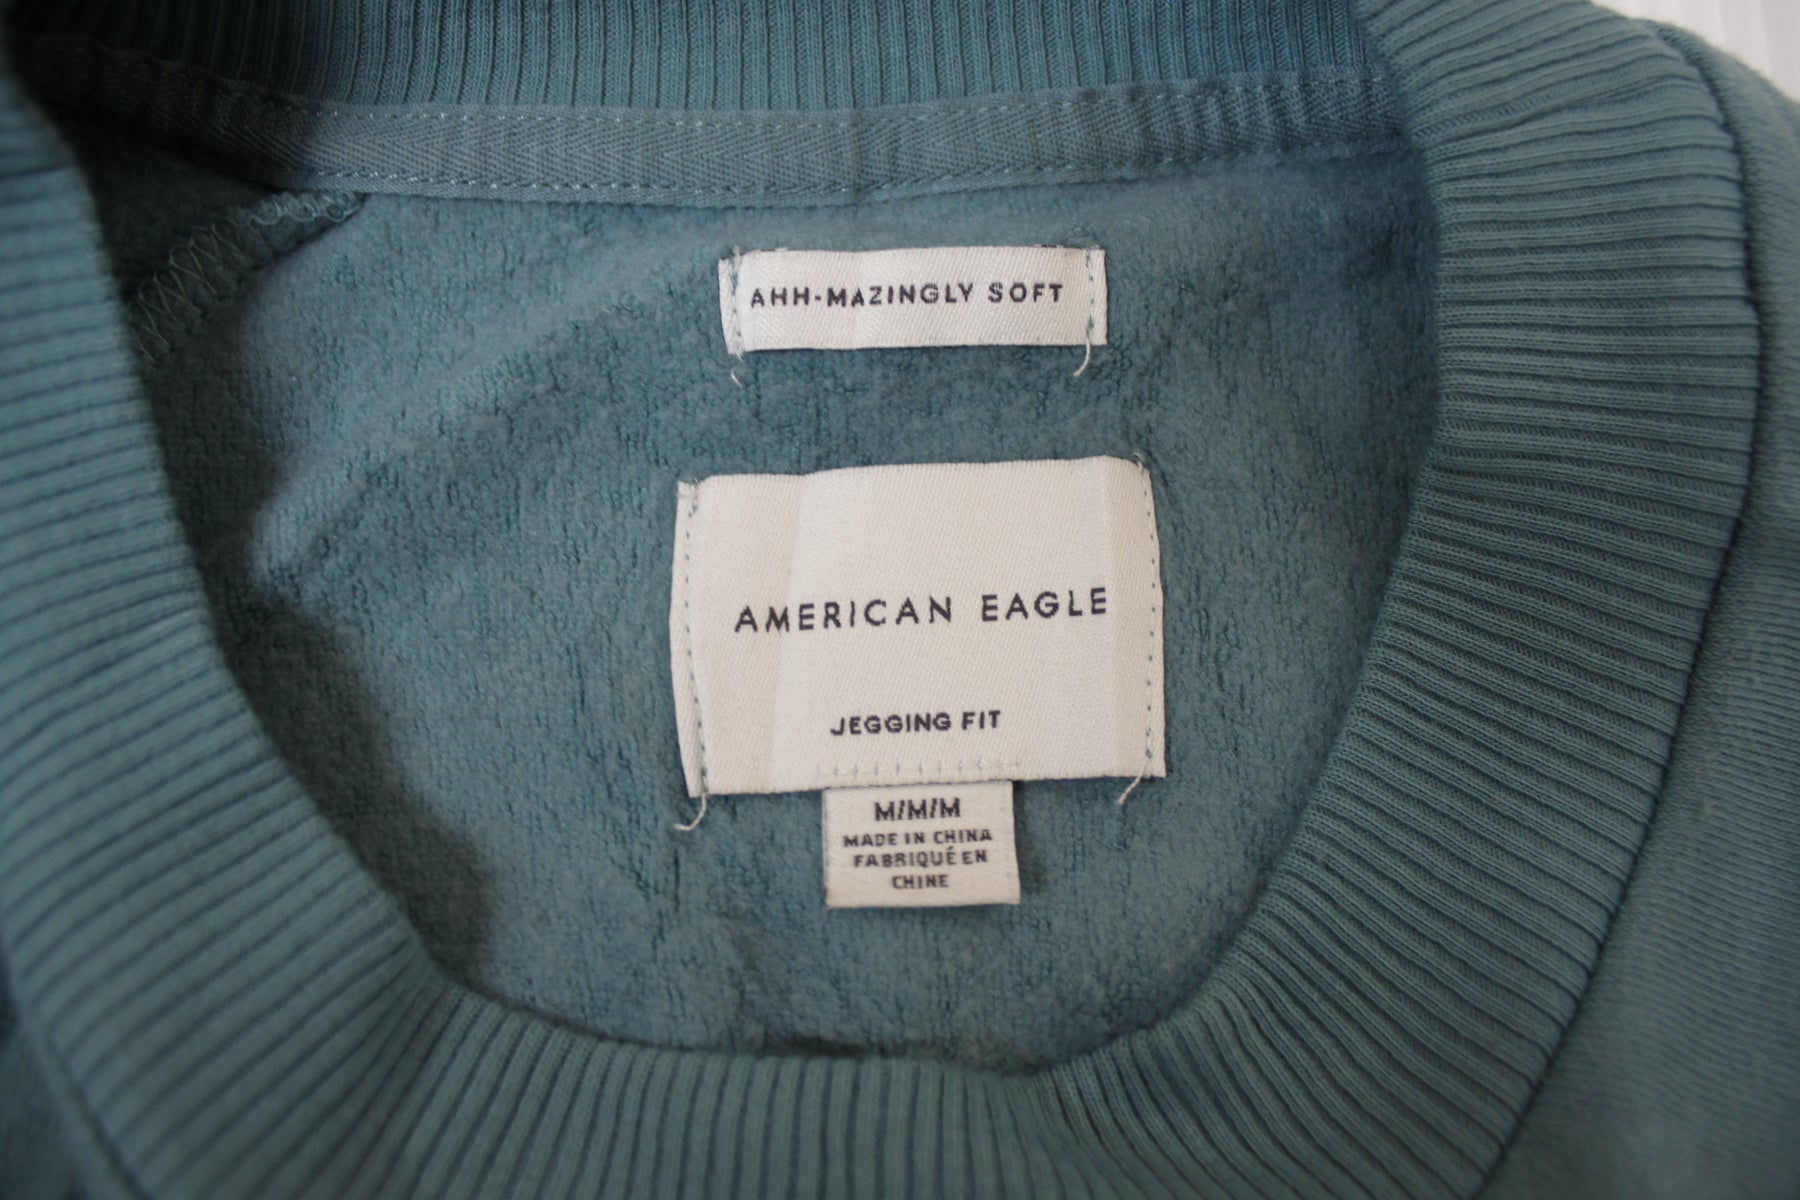 AHH-MAZINGLY SOFT
AMERICAN EAGLE
JEGGING FIT
M/M/M
MADE IN CHINA
FABRIQUÉ EN
CHINE